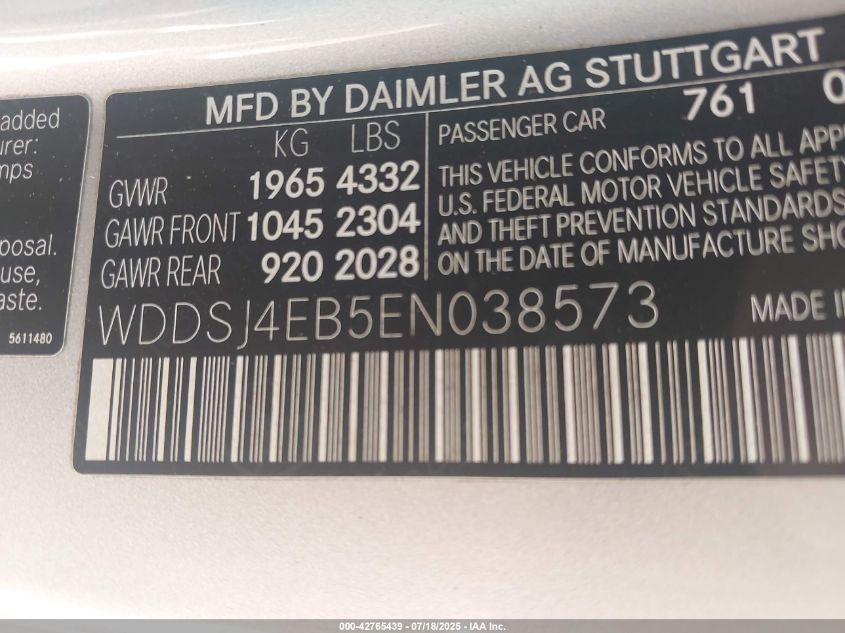 added
urer:
mps
posal.
use,
aste.
5611480
MFD BY DAIMLER AG STUTTGART
KG LBS
GVWR 1965 4332
GAWR FRONT 1045 2304
GAWR REAR 920 2028
PASSENGER CAR 761 0
THIS VEHICLE CONFORMS TO ALL APP
U.S. FEDERAL MOTOR VEHICLE SAFETY
AND THEFT PREVENTION STANDARDS
ON THE DATE OF MANUFACTURE SHO
WDDSJ4EB5EN038573
MADE I
000-42765439 - 07/18/2025 - IAA Inc.